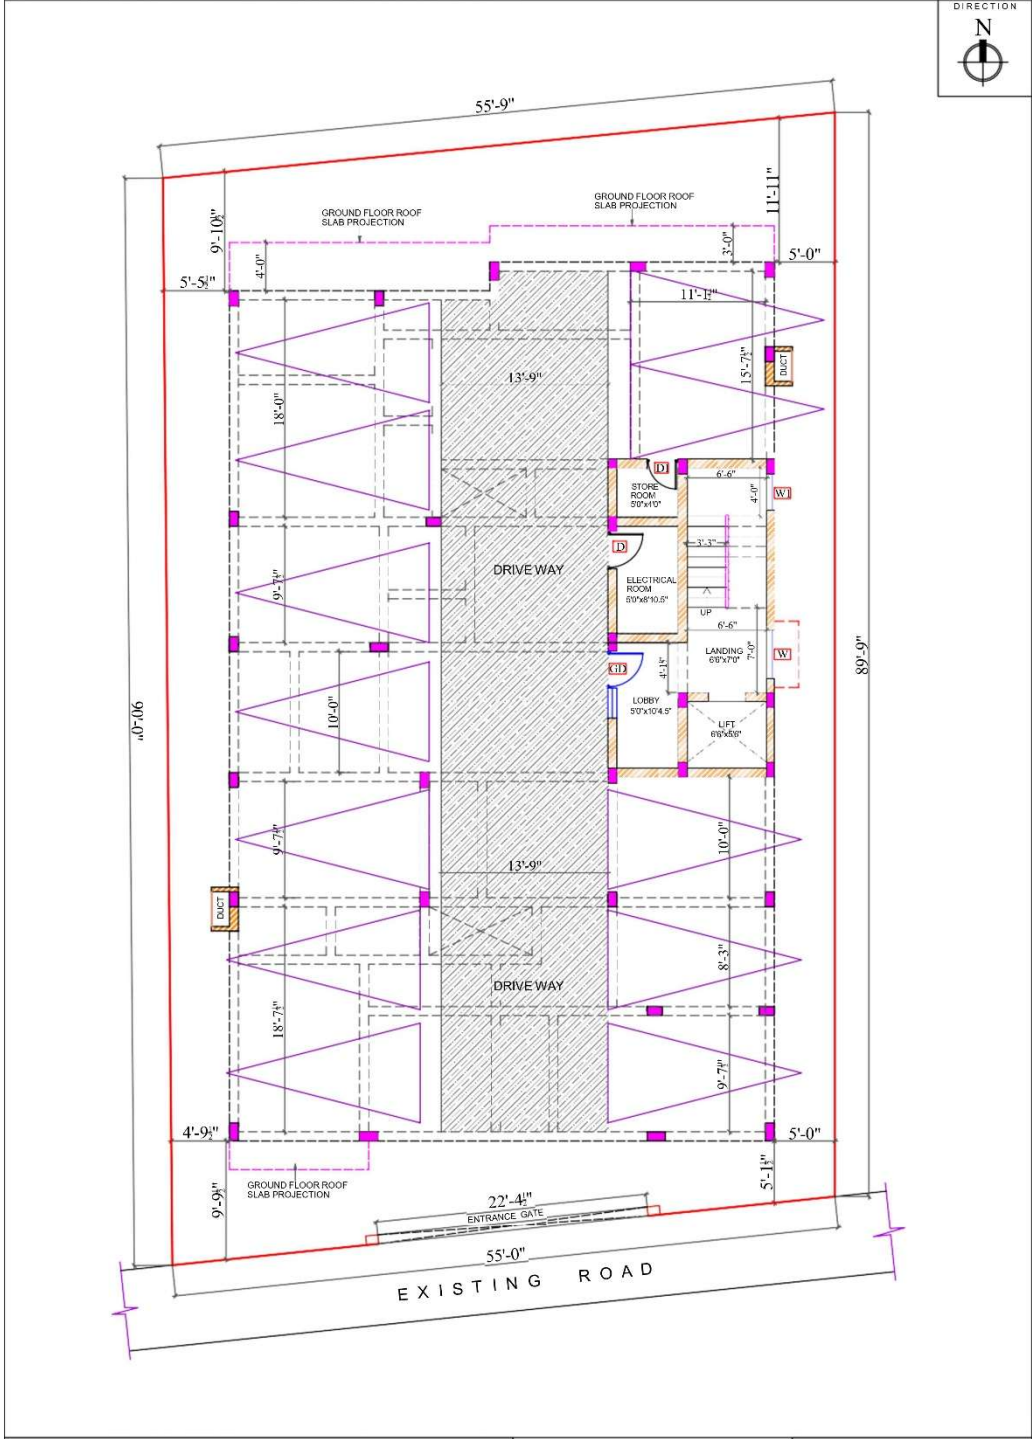 DIRECTION
N
55'-9"
11'-11"
9'-10½"
GROUND FLOOR ROOF
SLAB PROJECTION
GROUND FLOOR ROOF
SLAB PROJECTION
4'-0"
3'-0"
5'-0"
5'-5½"
11'-1½"
15'-7½"
DUCT
13'-9"
18'-0"
D1
6'-6"
STORE
ROOM
5'0"x4'0"
4'-0"
W1
9'-7½"
D
3'-3"
DRIVE WAY
ELECTRICAL
ROOM
5'0"x8'10.5"
UP
6'-6"
GD
4'-1½"
LANDING
6'6"x7'0"
7'-0"
W
89'-9"
LOBBY
5'0"x10'4.5"
10'-0"
LIFT
6'6"x5'6"
9'-7½"
10'-0"
13'-9"
DUCT
8'-3"
DRIVE WAY
18'-7½"
9'-7½"
4'-9½"
5'-0"
5'-1½"
GROUND FLOOR ROOF
SLAB PROJECTION
9'-9½"
22'-4½"
ENTRANCE GATE
55'-0"
EXISTING ROAD